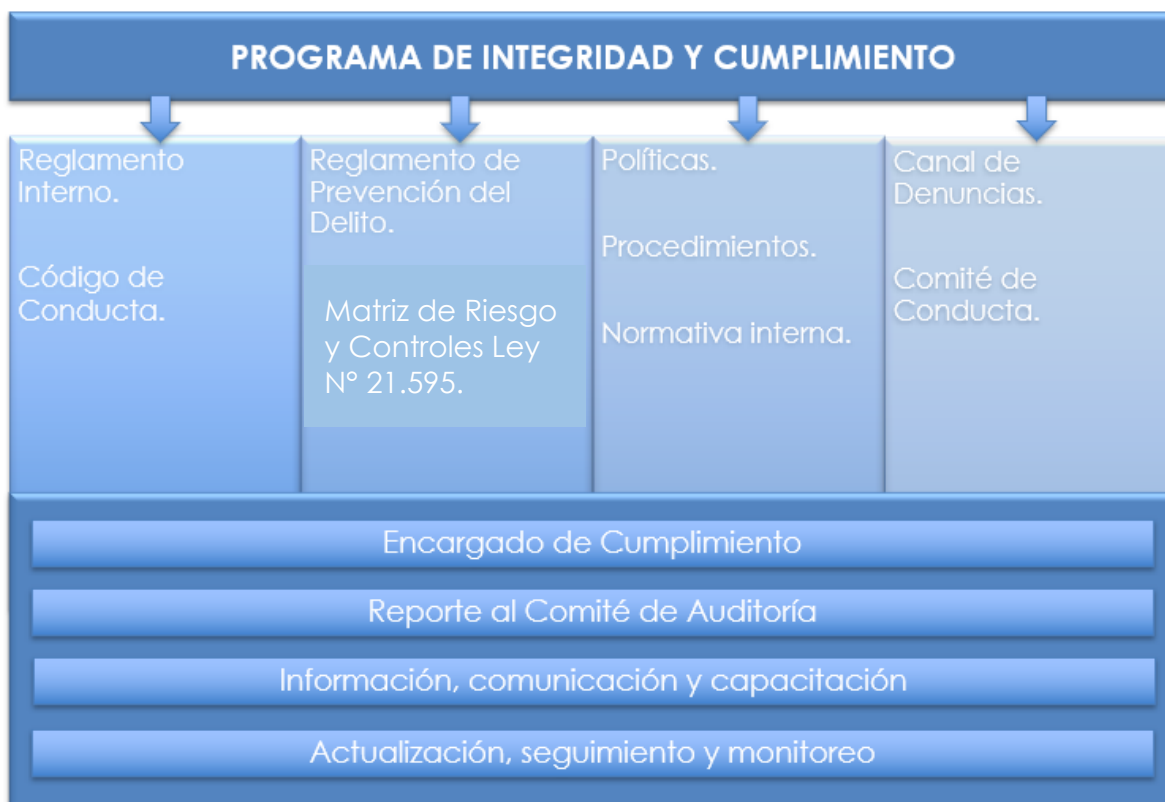 PROGRAMA DE INTEGRIDAD Y CUMPLIMIENTO
Reglamento
Interno.
Código de
Conducta.
Reglamento de
Prevención del
Delito.
Matriz de Riesgo
y Controles Ley
N° 21.595.
Políticas.
Procedimientos.
Normativa interna.
Canal de
Denuncias.
Comité de
Conducta.
Encargado de Cumplimiento
Reporte al Comité de Auditoría
Información, comunicación y capacitación
Actualización, seguimiento y monitoreo